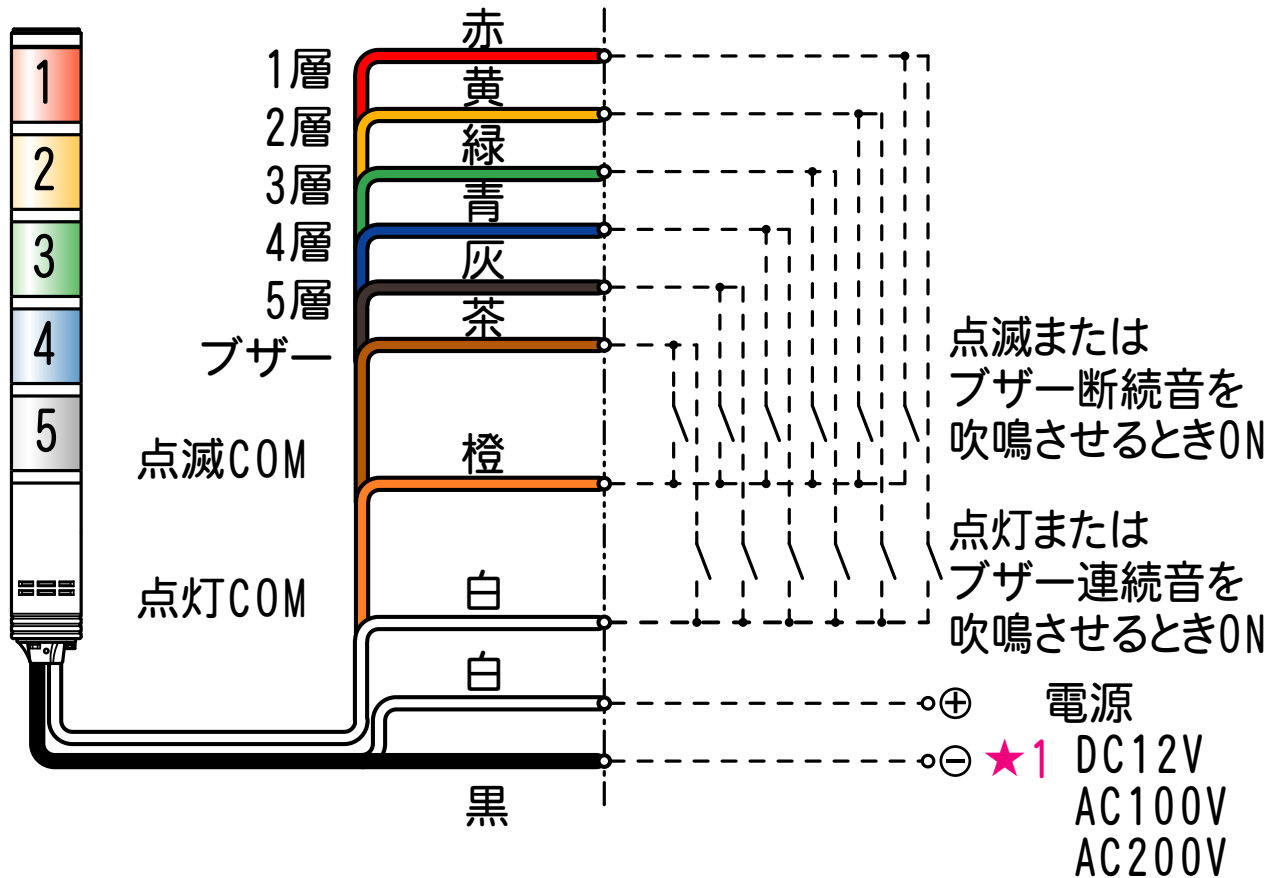 1
2
3
4
5
1層
2層
3層
4層
5層
ブザー
点滅COM
点灯COM
赤
黄
緑
青
灰
茶
橙
白
白
黒
点滅または
ブザー断続音を
吹鳴させるときON
点灯または
ブザー連続音を
吹鳴させるときON
⊕ 電源
⊖ ★1 DC12V
AC100V
AC200V